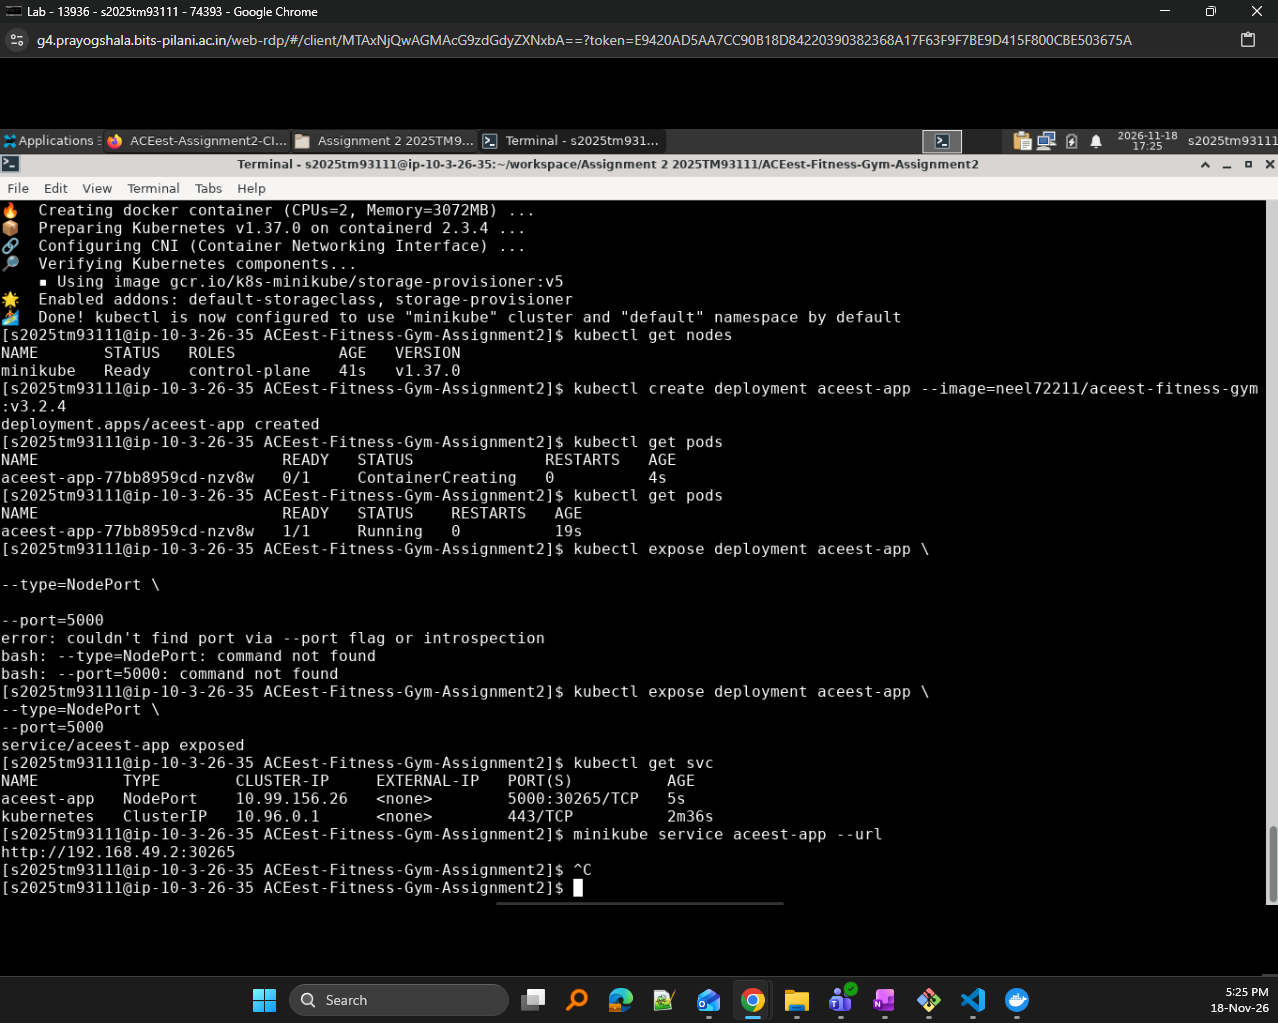 Lab - 13936 - s2025tm93111 - 74393 - Google Chrome
g4.prayogshala.bits-pilani.ac.in/web-rdp/#/client/MTAxNjQwAGMAcG9zdGdyZXNxbA==?token=E9420AD5AA7CC90B18D84220390382368A17F63F9F7BE9D415F800CBE503675A
Applications ACEest-Assignment2-CI... Assignment 2 2025TM9... Terminal - s2025tm931... 2026-11-18 17:25 s2025tm93111
Terminal - s2025tm93111@ip-10-3-26-35:~/workspace/Assignment 2 2025TM93111/ACEest-Fitness-Gym-Assignment2
File Edit View Terminal Tabs Help
Creating docker container (CPUs=2, Memory=3072MB) ...
Preparing Kubernetes v1.37.0 on containerd 2.3.4 ...
Configuring CNI (Container Networking Interface) ...
Verifying Kubernetes components...
▪ Using image gcr.io/k8s-minikube/storage-provisioner:v5
Enabled addons: default-storageclass, storage-provisioner
Done! kubectl is now configured to use "minikube" cluster and "default" namespace by default
[s2025tm93111@ip-10-3-26-35 ACEest-Fitness-Gym-Assignment2]$ kubectl get nodes
NAME STATUS ROLES AGE VERSION
minikube Ready control-plane 41s v1.37.0
[s2025tm93111@ip-10-3-26-35 ACEest-Fitness-Gym-Assignment2]$ kubectl create deployment aceest-app --image=neel72211/aceest-fitness-gym
:v3.2.4
deployment.apps/aceest-app created
[s2025tm93111@ip-10-3-26-35 ACEest-Fitness-Gym-Assignment2]$ kubectl get pods
NAME READY STATUS RESTARTS AGE
aceest-app-77bb8959cd-nzv8w 0/1 ContainerCreating 0 4s
[s2025tm93111@ip-10-3-26-35 ACEest-Fitness-Gym-Assignment2]$ kubectl get pods
NAME READY STATUS RESTARTS AGE
aceest-app-77bb8959cd-nzv8w 1/1 Running 0 19s
[s2025tm93111@ip-10-3-26-35 ACEest-Fitness-Gym-Assignment2]$ kubectl expose deployment aceest-app \
--type=NodePort \
--port=5000
error: couldn't find port via --port flag or introspection
bash: --type=NodePort: command not found
bash: --port=5000: command not found
[s2025tm93111@ip-10-3-26-35 ACEest-Fitness-Gym-Assignment2]$ kubectl expose deployment aceest-app \
--type=NodePort \
--port=5000
service/aceest-app exposed
[s2025tm93111@ip-10-3-26-35 ACEest-Fitness-Gym-Assignment2]$ kubectl get svc
NAME TYPE CLUSTER-IP EXTERNAL-IP PORT(S) AGE
aceest-app NodePort 10.99.156.26 <none> 5000:30265/TCP 5s
kubernetes ClusterIP 10.96.0.1 <none> 443/TCP 2m36s
[s2025tm93111@ip-10-3-26-35 ACEest-Fitness-Gym-Assignment2]$ minikube service aceest-app --url
http://192.168.49.2:30265
[s2025tm93111@ip-10-3-26-35 ACEest-Fitness-Gym-Assignment2]$ ^C
[s2025tm93111@ip-10-3-26-35 ACEest-Fitness-Gym-Assignment2]$
Search
5:25 PM
18-Nov-26